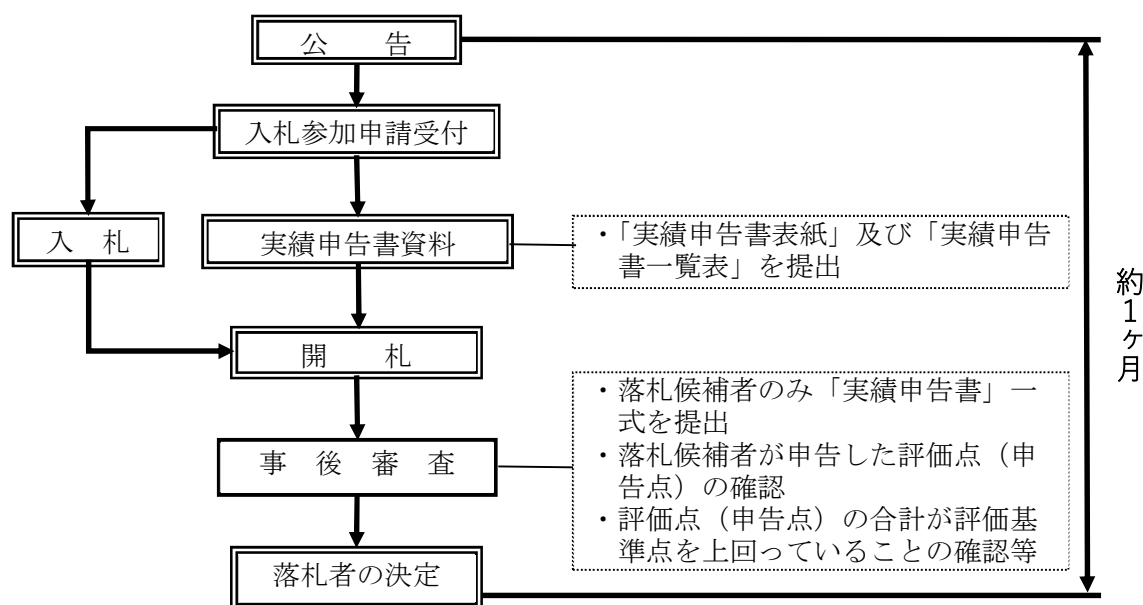 公　告
入札参加申請受付
入　札
実績申告書資料
・「実績申告書表紙」及び「実績申告
書一覧表」を提出
開　札
・落札候補者のみ「実績申告書」一
式を提出
・落札候補者が申告した評価点（申
告点）の確認
・評価点（申告点）の合計が評価基
準点を上回っていることの確認等
事後審査
落札者の決定
約1ヶ月